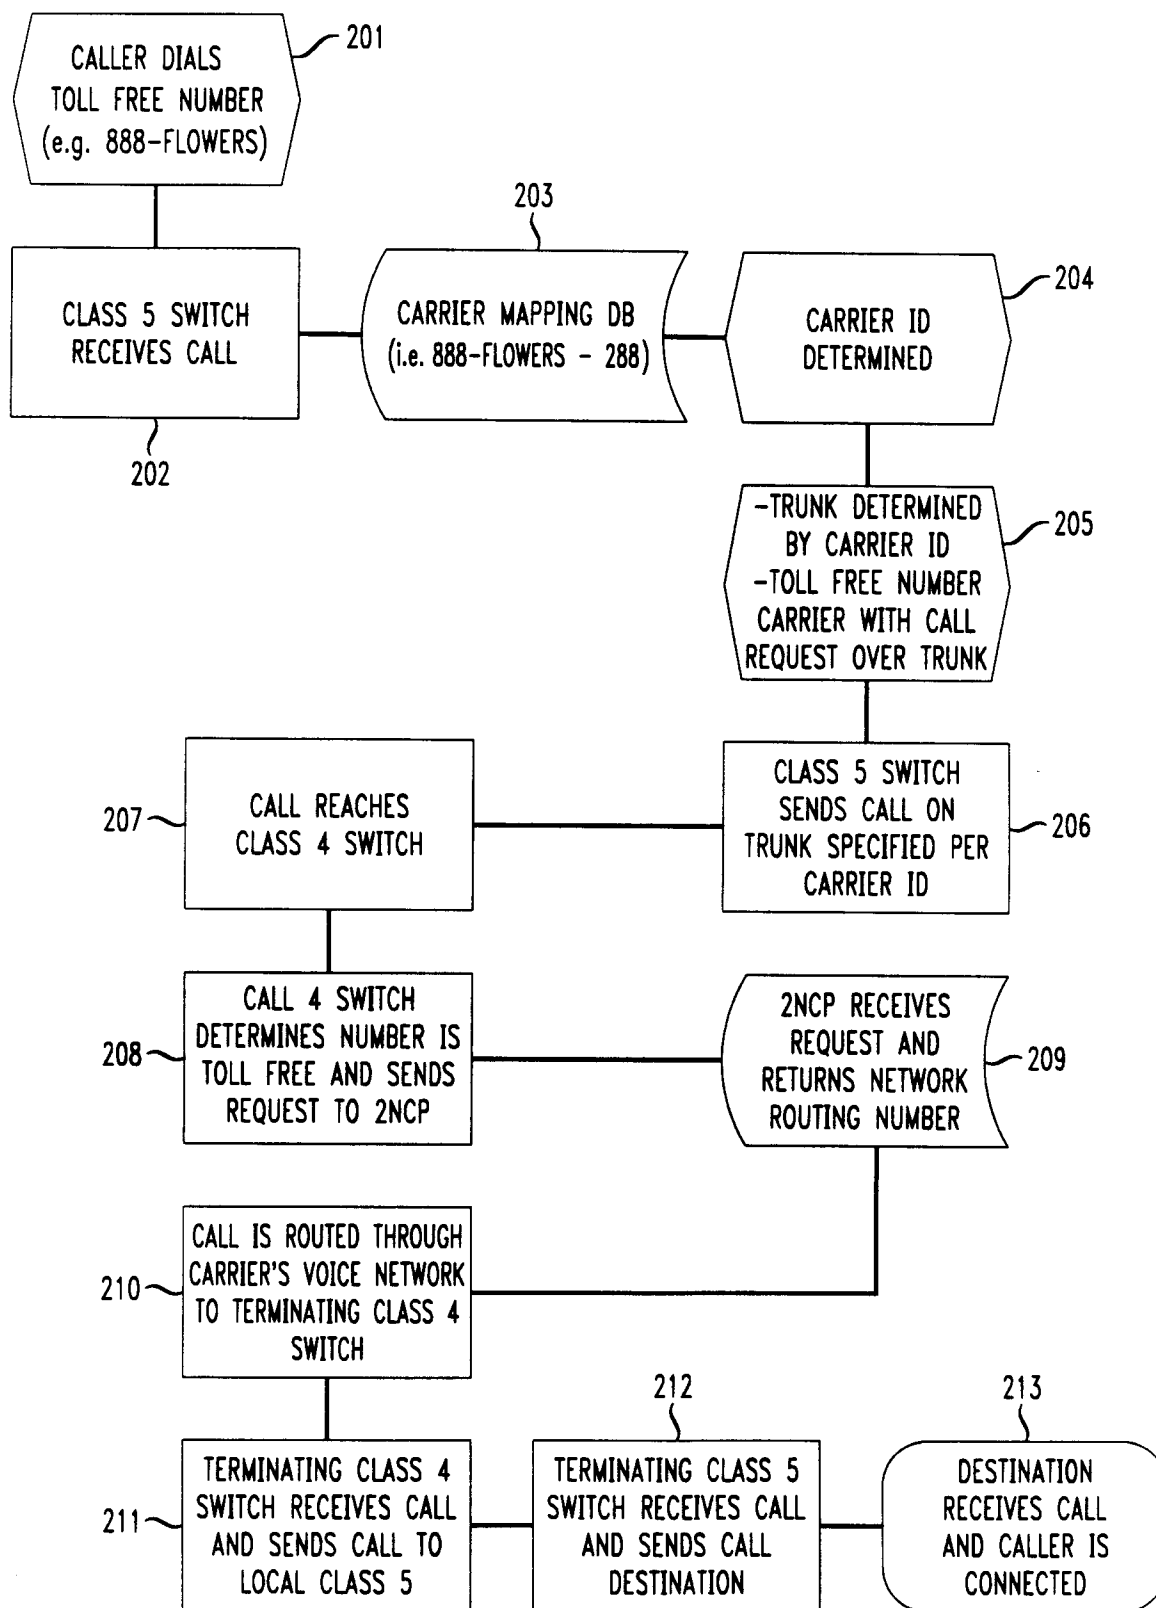 CALLER DIALS
TOLL FREE NUMBER
(e.g. 888-FLOWERS)
201
CLASS 5 SWITCH
RECEIVES CALL
202
203
CARRIER MAPPING DB
(i.e. 888-FLOWERS - 288)
204
CARRIER ID
DETERMINED
205
-TRUNK DETERMINED
BY CARRIER ID
-TOLL FREE NUMBER
CARRIER WITH CALL
REQUEST OVER TRUNK
CLASS 5 SWITCH
SENDS CALL ON
TRUNK SPECIFIED PER
CARRIER ID
206
207
CALL REACHES
CLASS 4 SWITCH
208
CALL 4 SWITCH
DETERMINES NUMBER IS
TOLL FREE AND SENDS
REQUEST TO 2NCP
2NCP RECEIVES
REQUEST AND
RETURNS NETWORK
ROUTING NUMBER
209
210
CALL IS ROUTED THROUGH
CARRIER'S VOICE NETWORK
TO TERMINATING CLASS 4
SWITCH
211
TERMINATING CLASS 4
SWITCH RECEIVES CALL
AND SENDS CALL TO
LOCAL CLASS 5
212
TERMINATING CLASS 5
SWITCH RECEIVES CALL
AND SENDS CALL
DESTINATION
213
DESTINATION
RECEIVES CALL
AND CALLER IS
CONNECTED